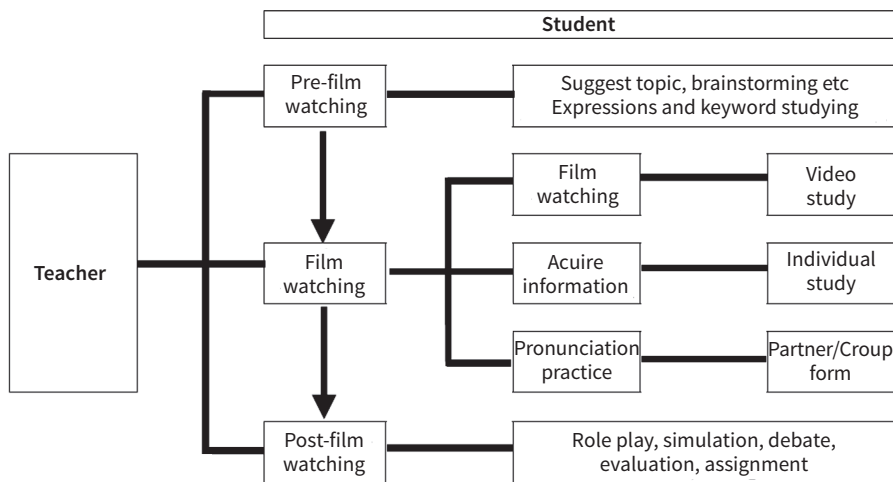 Student
Pre-film
watching
Suggest topic, brainstorming etc
Expressions and keyword studying
Teacher
Film
watching
Film
watching
Video
study
Acuire
information
Individual
study
Pronunciation
practice
Partner/Croup
form
Post-film
watching
Role play, simulation, debate,
evaluation, assignment